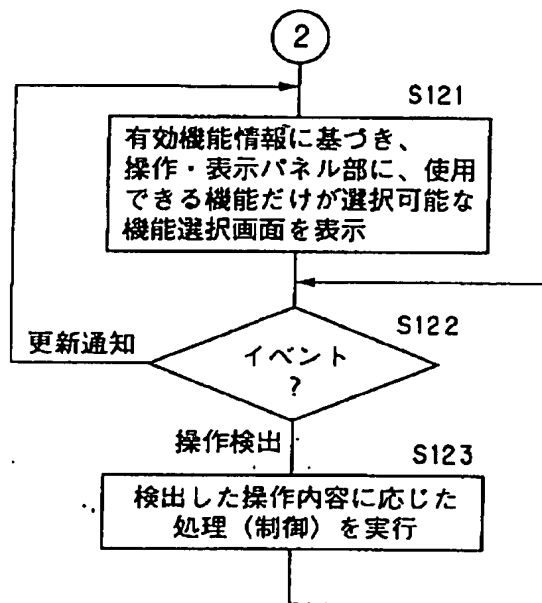 2
S121
有効機能情報に基づき、
操作・表示パネル部に、使用
できる機能だけが選択可能な
機能選択画面を表示
S122
更新通知
イベント
?
操作検出
S123
検出した操作内容に応じた
処理(制御)を実行